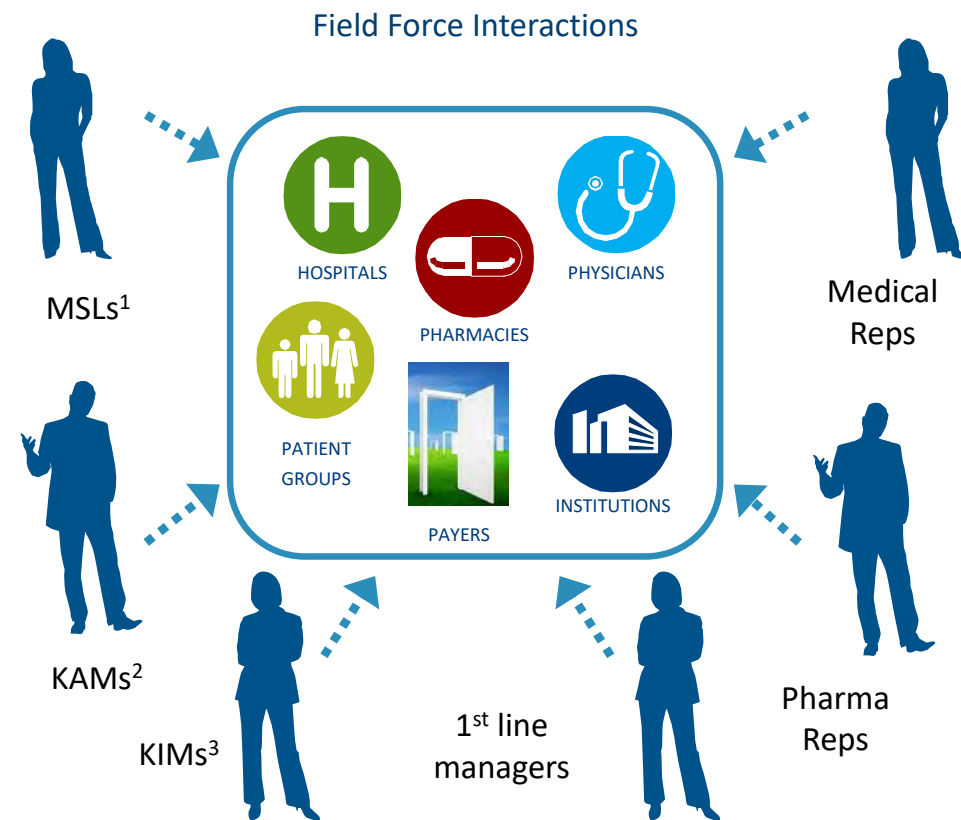 Field Force Interactions
HOSPITALS
PHYSICIANS
PHARMACIES
MSLs¹
Medical
Reps
PATIENT
GROUPS
INSTITUTIONS
PAYERS
KAMs²
Pharma
Reps
KIMs³
1st line
managers